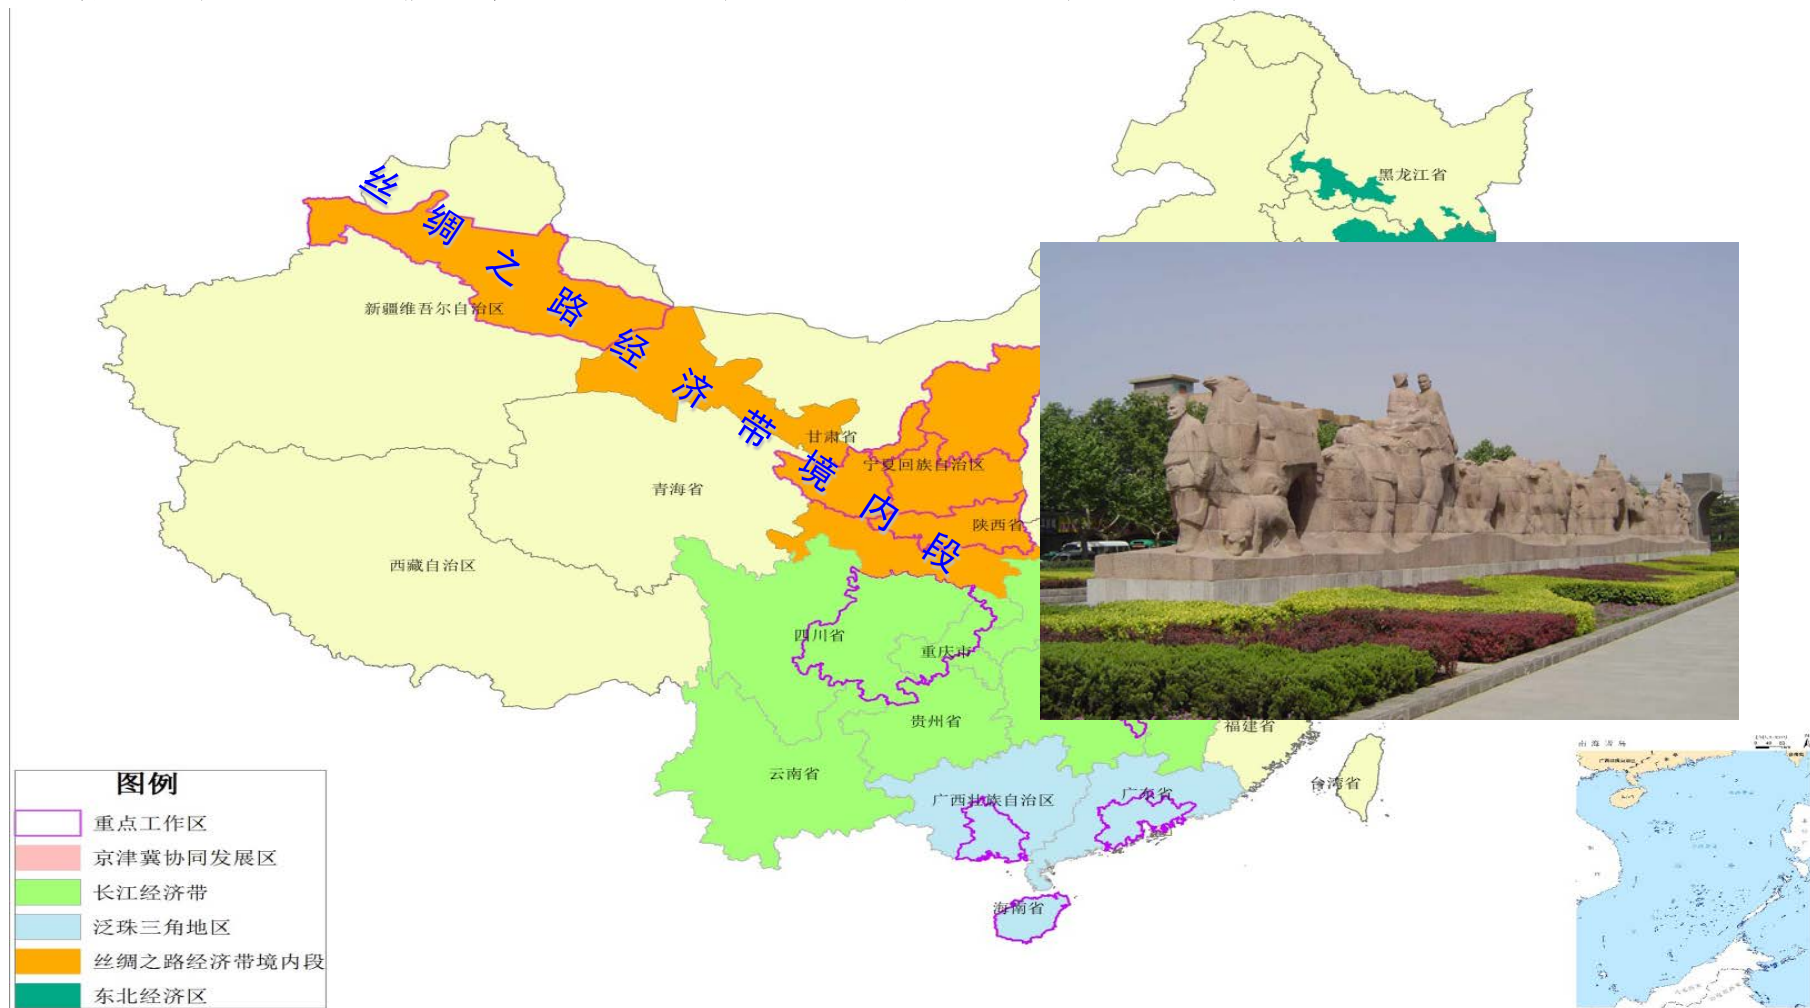 黑龙江省
丝绸之路经济带境内段
新疆维吾尔自治区
甘肃省
宁夏回族自治区
青海省
陕西省
西藏自治区
四川省
重庆市
贵州省
福建省
云南省
台湾省
广西壮族自治区
广东省
海南省
南海诸岛
图例
重点工作区
京津冀协同发展区
长江经济带
泛珠三角地区
丝绸之路经济带境内段
东北经济区